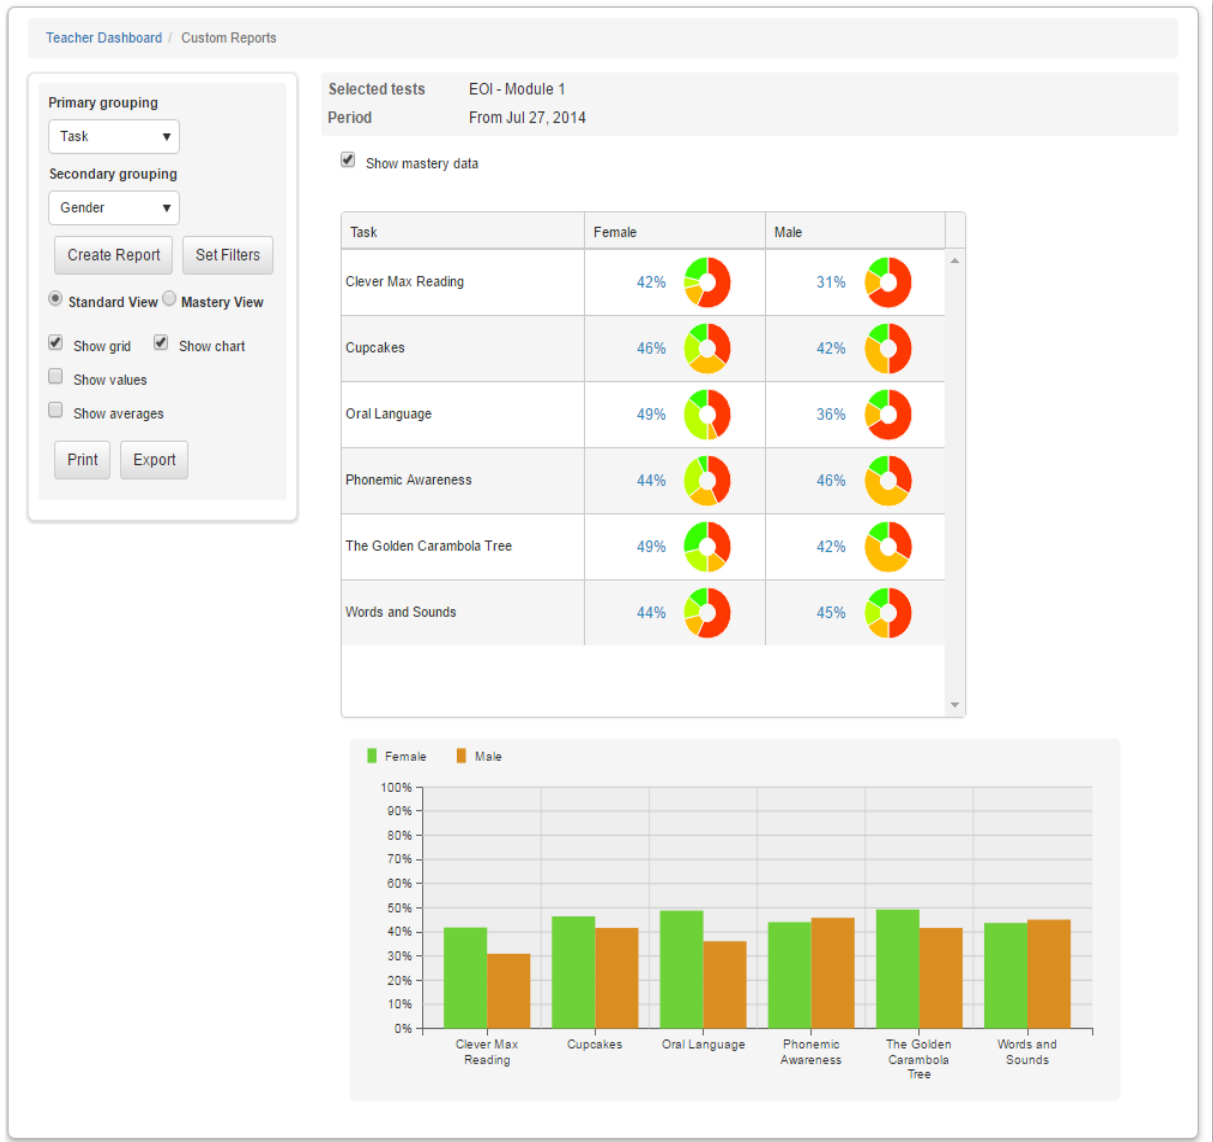 Teacher Dashboard / Custom Reports
Primary grouping
Task
Secondary grouping
Gender
Create Report Set Filters
Standard View Mastery View
Show grid Show chart
Show values
Show averages
Print Export
Selected tests EOI - Module 1
Period From Jul 27, 2014
Show mastery data
Task Female Male
Clever Max Reading 42% 31%
Cupcakes 46% 42%
Oral Language 49% 36%
Phonemic Awareness 44% 46%
The Golden Carambola Tree 49% 42%
Words and Sounds 44% 45%
Female Male
100%
90%
80%
70%
60%
50%
40%
30%
20%
10%
0%
Clever Max
Reading
Cupcakes
Oral Language
Phonemic
Awareness
The Golden
Carambola
Tree
Words and
Sounds